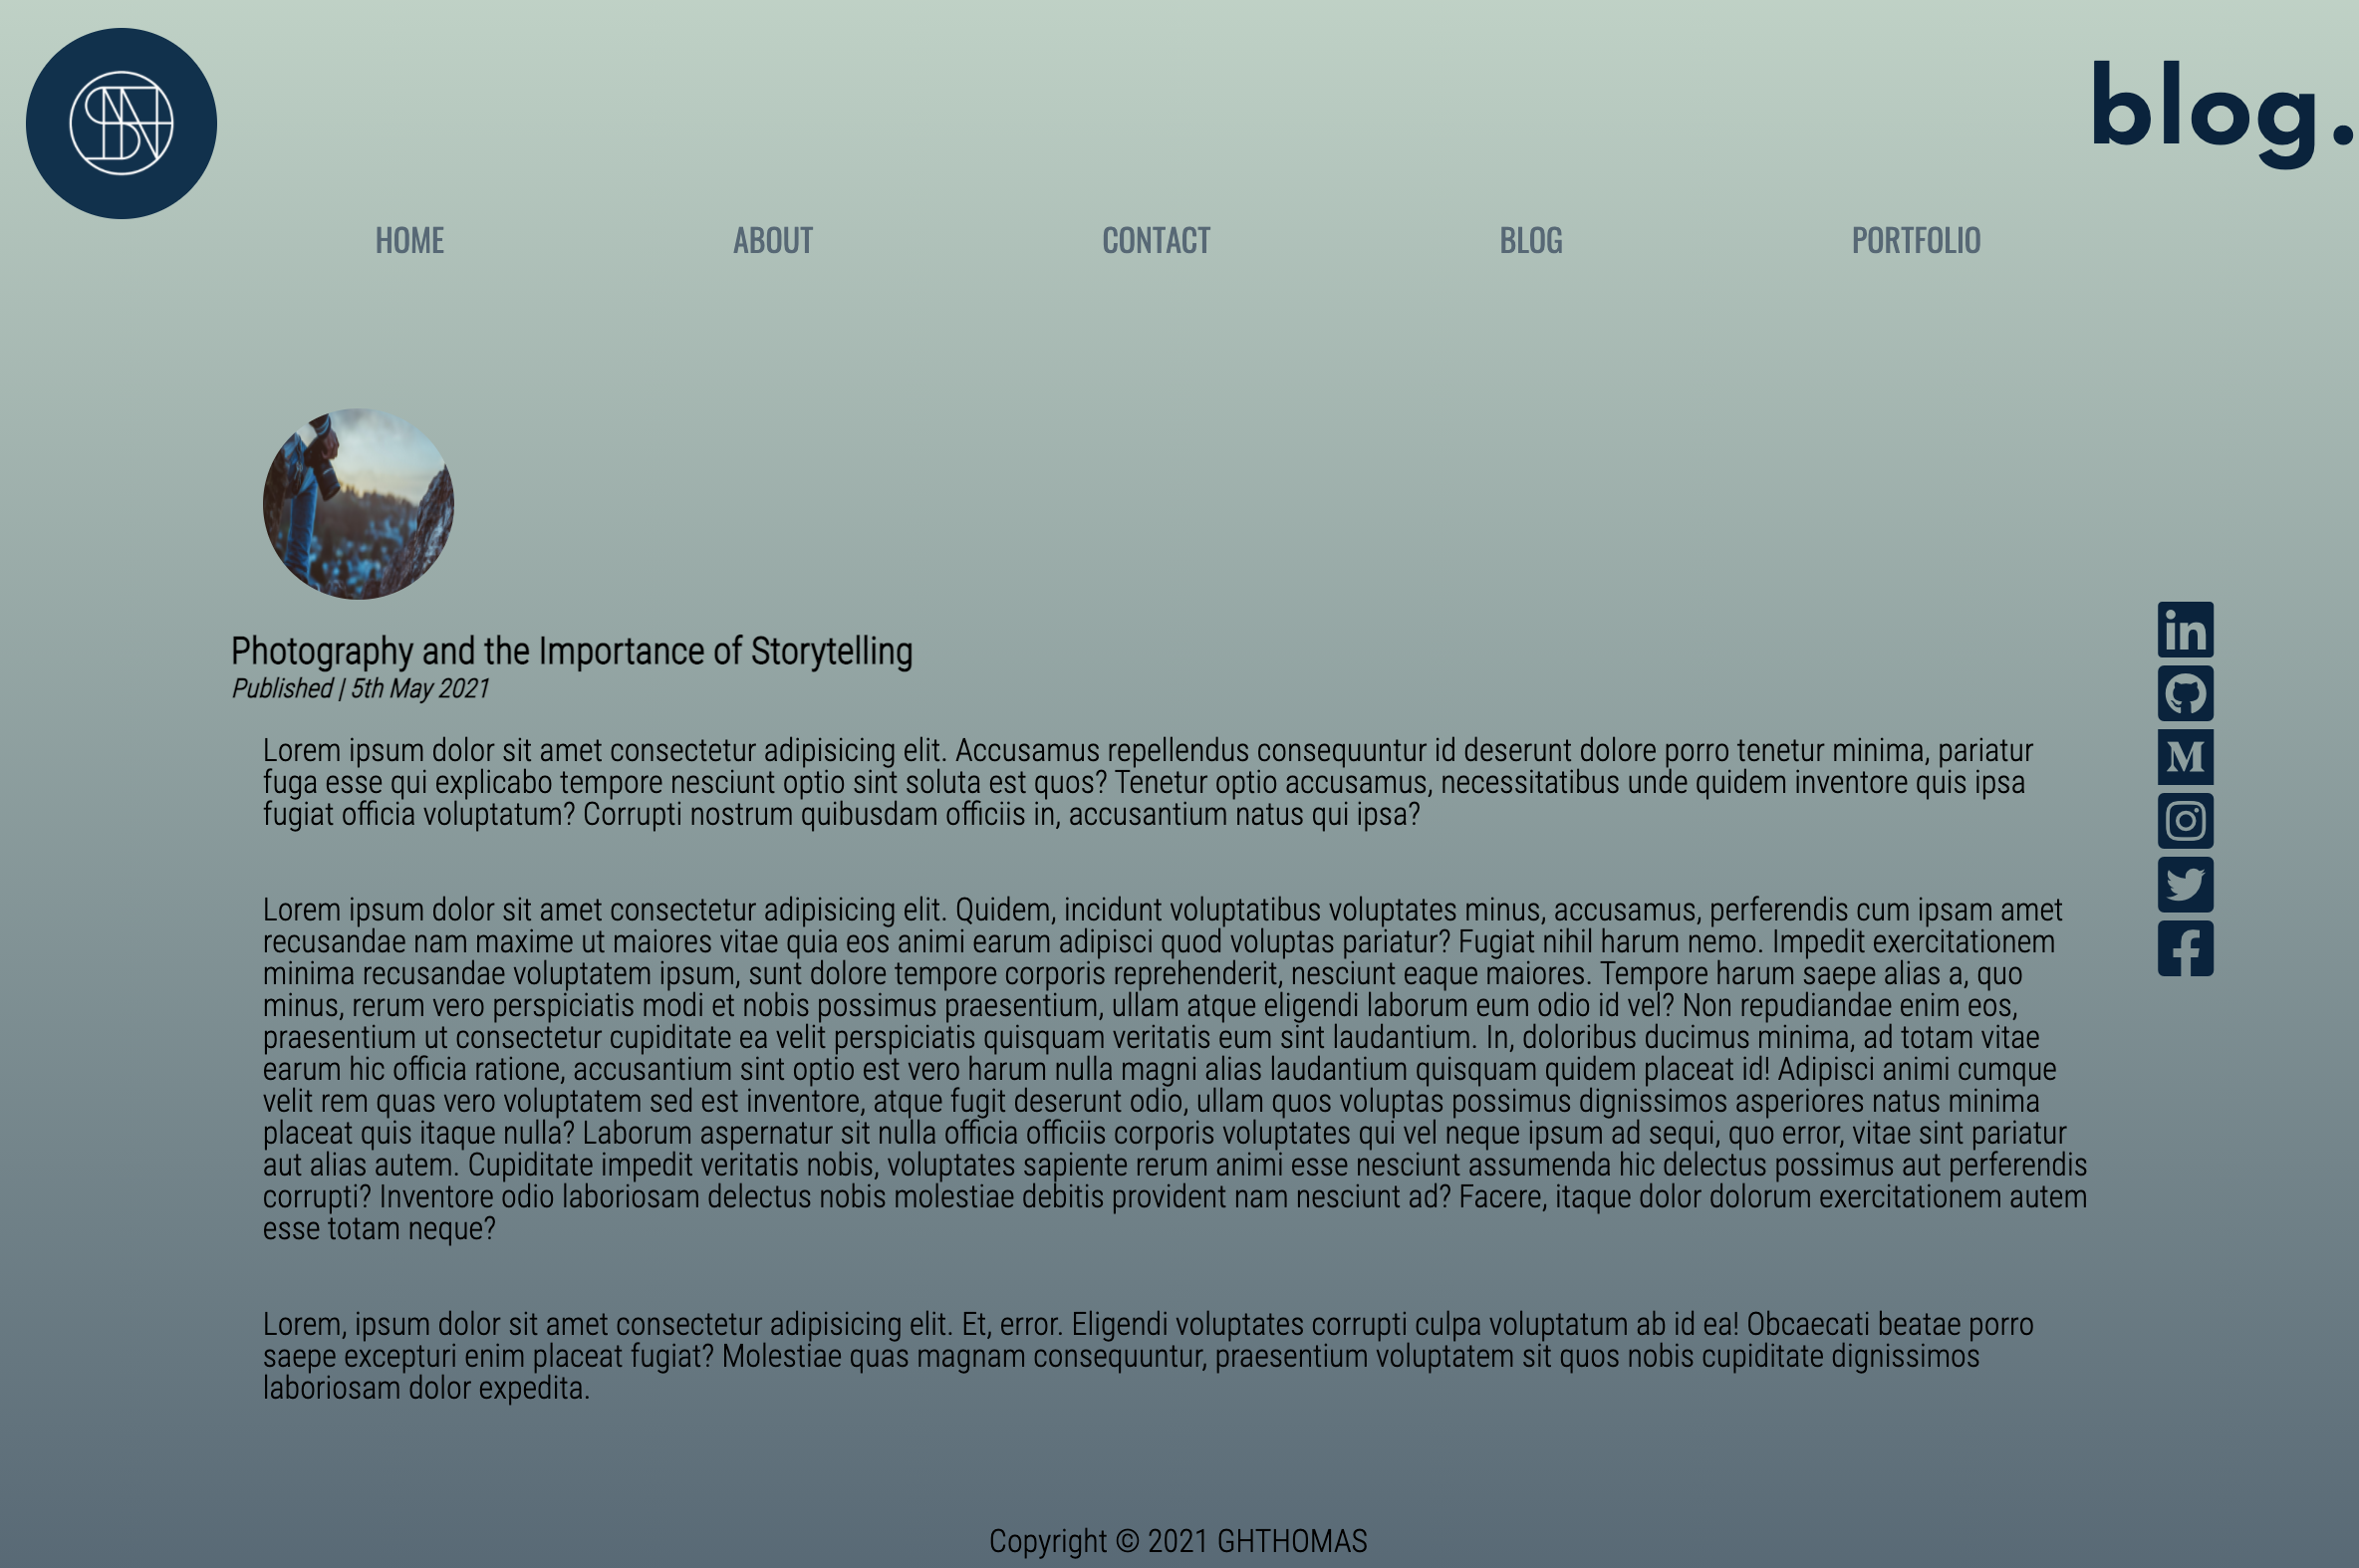 blog.
HOME ABOUT CONTACT BLOG PORTFOLIO
Photography and the Importance of Storytelling
Published | 5th May 2021
Lorem ipsum dolor sit amet consectetur adipisicing elit. Accusamus repellendus consequuntur id deserunt dolore porro tenetur minima, pariatur
fuga esse qui explicabo tempore nesciunt optio sint soluta est quos? Tenetur optio accusamus, necessitatibus unde quidem inventore quis ipsa
fugiat officia voluptatum? Corrupti nostrum quibusdam officiis in, accusantium natus qui ipsa?
Lorem ipsum dolor sit amet consectetur adipisicing elit. Quidem, incidunt voluptatibus voluptates minus, accusamus, perferendis cum ipsam amet
recusandae nam maxime ut maiores vitae quia eos animi earum adipisci quod voluptas pariatur? Fugiat nihil harum nemo. Impedit exercitationem
minima recusandae voluptatem ipsum, sunt dolore tempore corporis reprehenderit, nesciunt eaque maiores. Tempore harum saepe alias a, quo
minus, rerum vero perspiciatis modi et nobis possimus praesentium, ullam atque eligendi laborum eum odio id vel? Non repudiandae enim eos,
praesentium ut consectetur cupiditate ea velit perspiciatis quisquam veritatis eum sint laudantium. In, doloribus ducimus minima, ad totam vitae
earum hic officia ratione, accusantium sint optio est vero harum nulla magni alias laudantium quisquam quidem placeat id! Adipisci animi cumque
velit rem quas vero voluptatem sed est inventore, atque fugit deserunt odio, ullam quos voluptas possimus dignissimos asperiores natus minima
placeat quis itaque nulla? Laborum aspernatur sit nulla officia officiis corporis voluptates qui vel neque ipsum ad sequi, quo error, vitae sint pariatur
aut alias autem. Cupiditate impedit veritatis nobis, voluptates sapiente rerum animi esse nesciunt assumenda hic delectus possimus aut perferendis
corrupti? Inventore odio laboriosam delectus nobis molestiae debitis provident nam nesciunt ad? Facere, itaque dolor dolorum exercitationem autem
esse totam neque?
Lorem, ipsum dolor sit amet consectetur adipisicing elit. Et, error. Eligendi voluptates corrupti culpa voluptatum ab id ea! Obcaecati beatae porro
saepe excepturi enim placeat fugiat? Molestiae quas magnam consequuntur, praesentium voluptatem sit quos nobis cupiditate dignissimos
laboriosam dolor expedita.
Copyright © 2021 GHTHOMAS